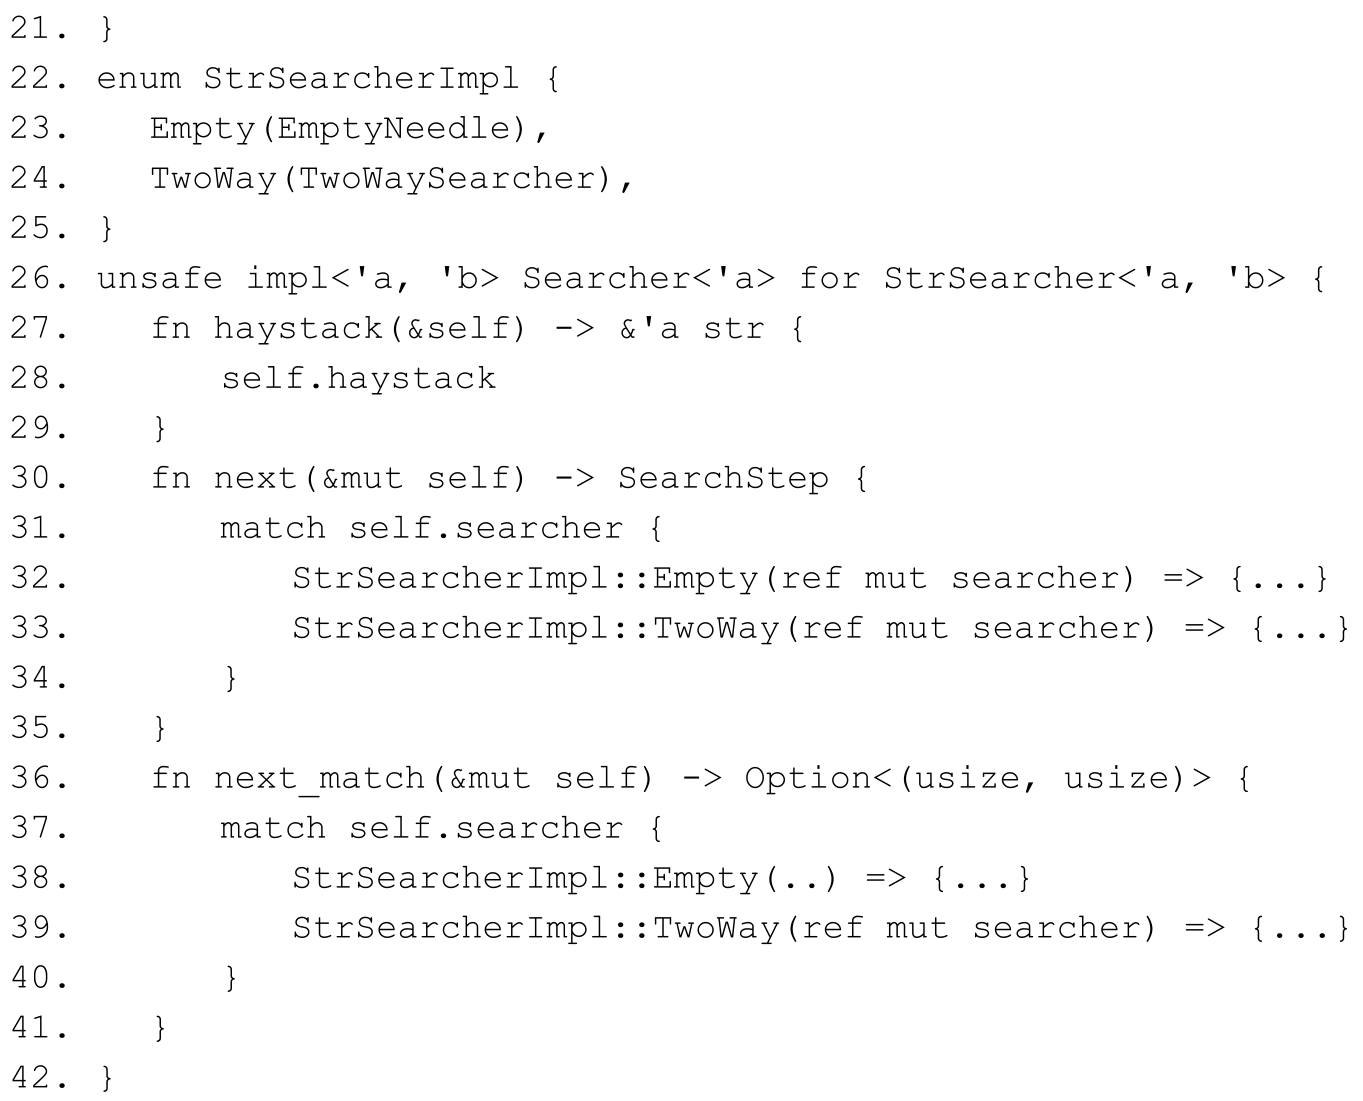 21. }
22. enum StrSearcherImpl {
23.    Empty(EmptyNeedle),
24.    TwoWay(TwoWaySearcher),
25. }
26. unsafe impl<'a, 'b> Searcher<'a> for StrSearcher<'a, 'b> {
27.    fn haystack(&self) -> &'a str {
28.       self.haystack
29.    }
30.    fn next(&mut self) -> SearchStep {
31.       match self.searcher {
32.          StrSearcherImpl::Empty(ref mut searcher) => {...}
33.          StrSearcherImpl::TwoWay(ref mut searcher) => {...}
34.       }
35.    }
36.    fn next_match(&mut self) -> Option<(usize, usize)> {
37.       match self.searcher {
38.          StrSearcherImpl::Empty(..) => {...}
39.          StrSearcherImpl::TwoWay(ref mut searcher) => {...}
40.       }
41.    }
42. }